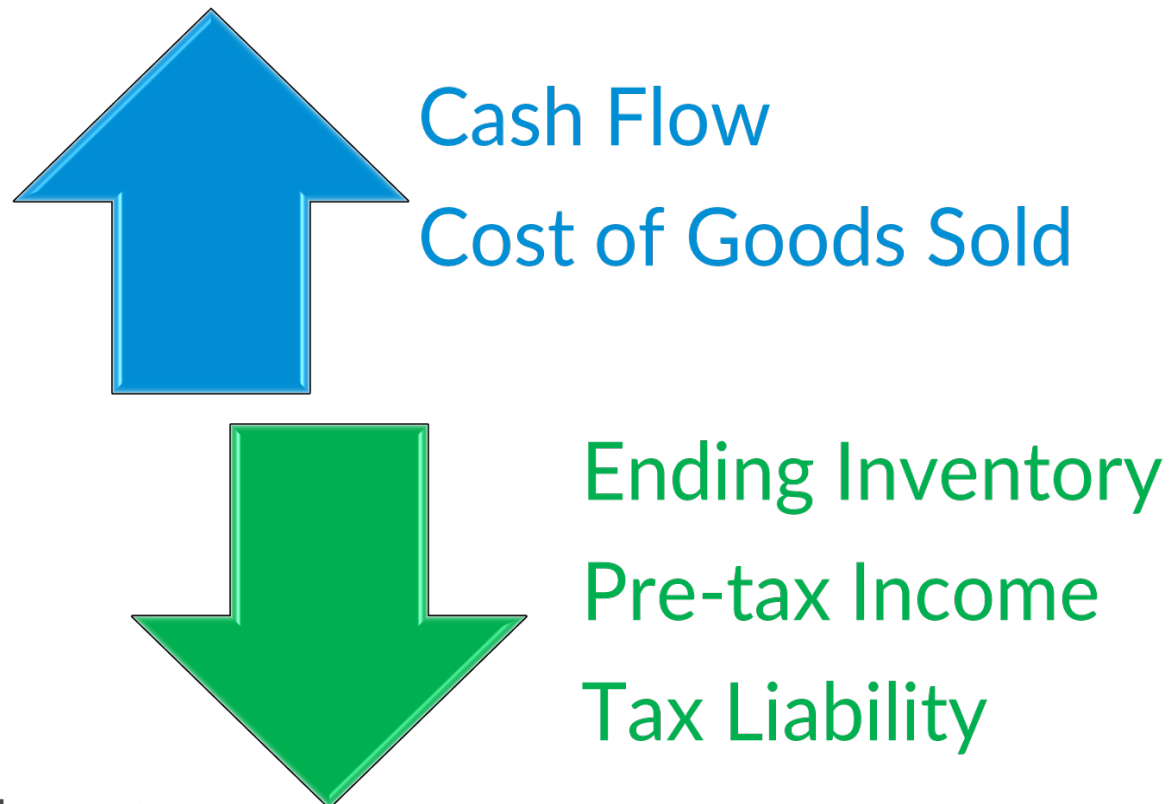 Cash Flow
Cost of Goods Sold
Ending Inventory
Pre-tax Income
Tax Liability